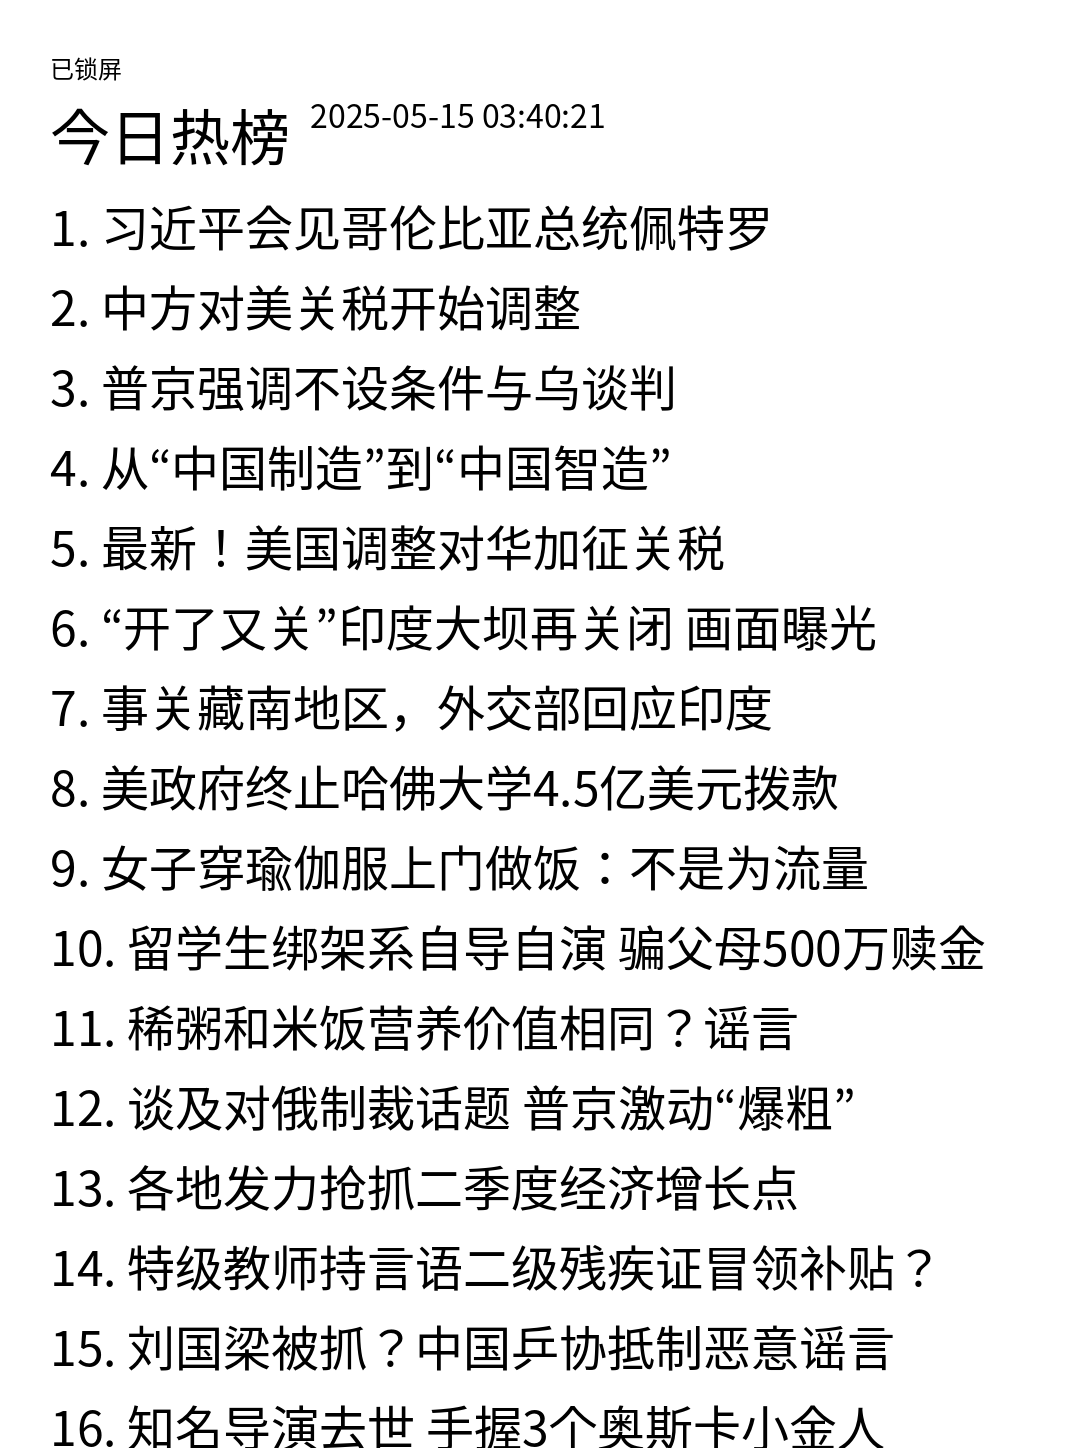 已锁屏
今日热榜 2025-05-15 03:40:21
1. 习近平会见哥伦比亚总统佩特罗
2. 中方对美关税开始调整
3. 普京强调不设条件与乌谈判
4. 从“中国制造”到“中国智造”
5. 最新！美国调整对华加征关税
6. “开了又关”印度大坝再关闭 画面曝光
7. 事关藏南地区，外交部回应印度
8. 美政府终止哈佛大学4.5亿美元拨款
9. 女子穿瑜伽服上门做饭：不是为流量
10. 留学生绑架系自导自演 骗父母500万赎金
11. 稀粥和米饭营养价值相同？谣言
12. 谈及对俄制裁话题 普京激动“爆粗”
13. 各地发力抢抓二季度经济增长点
14. 特级教师持言语二级残疾证冒领补贴？
15. 刘国梁被抓？中国乒协抵制恶意谣言
16. 知名导演去世 手握3个奥斯卡小金人